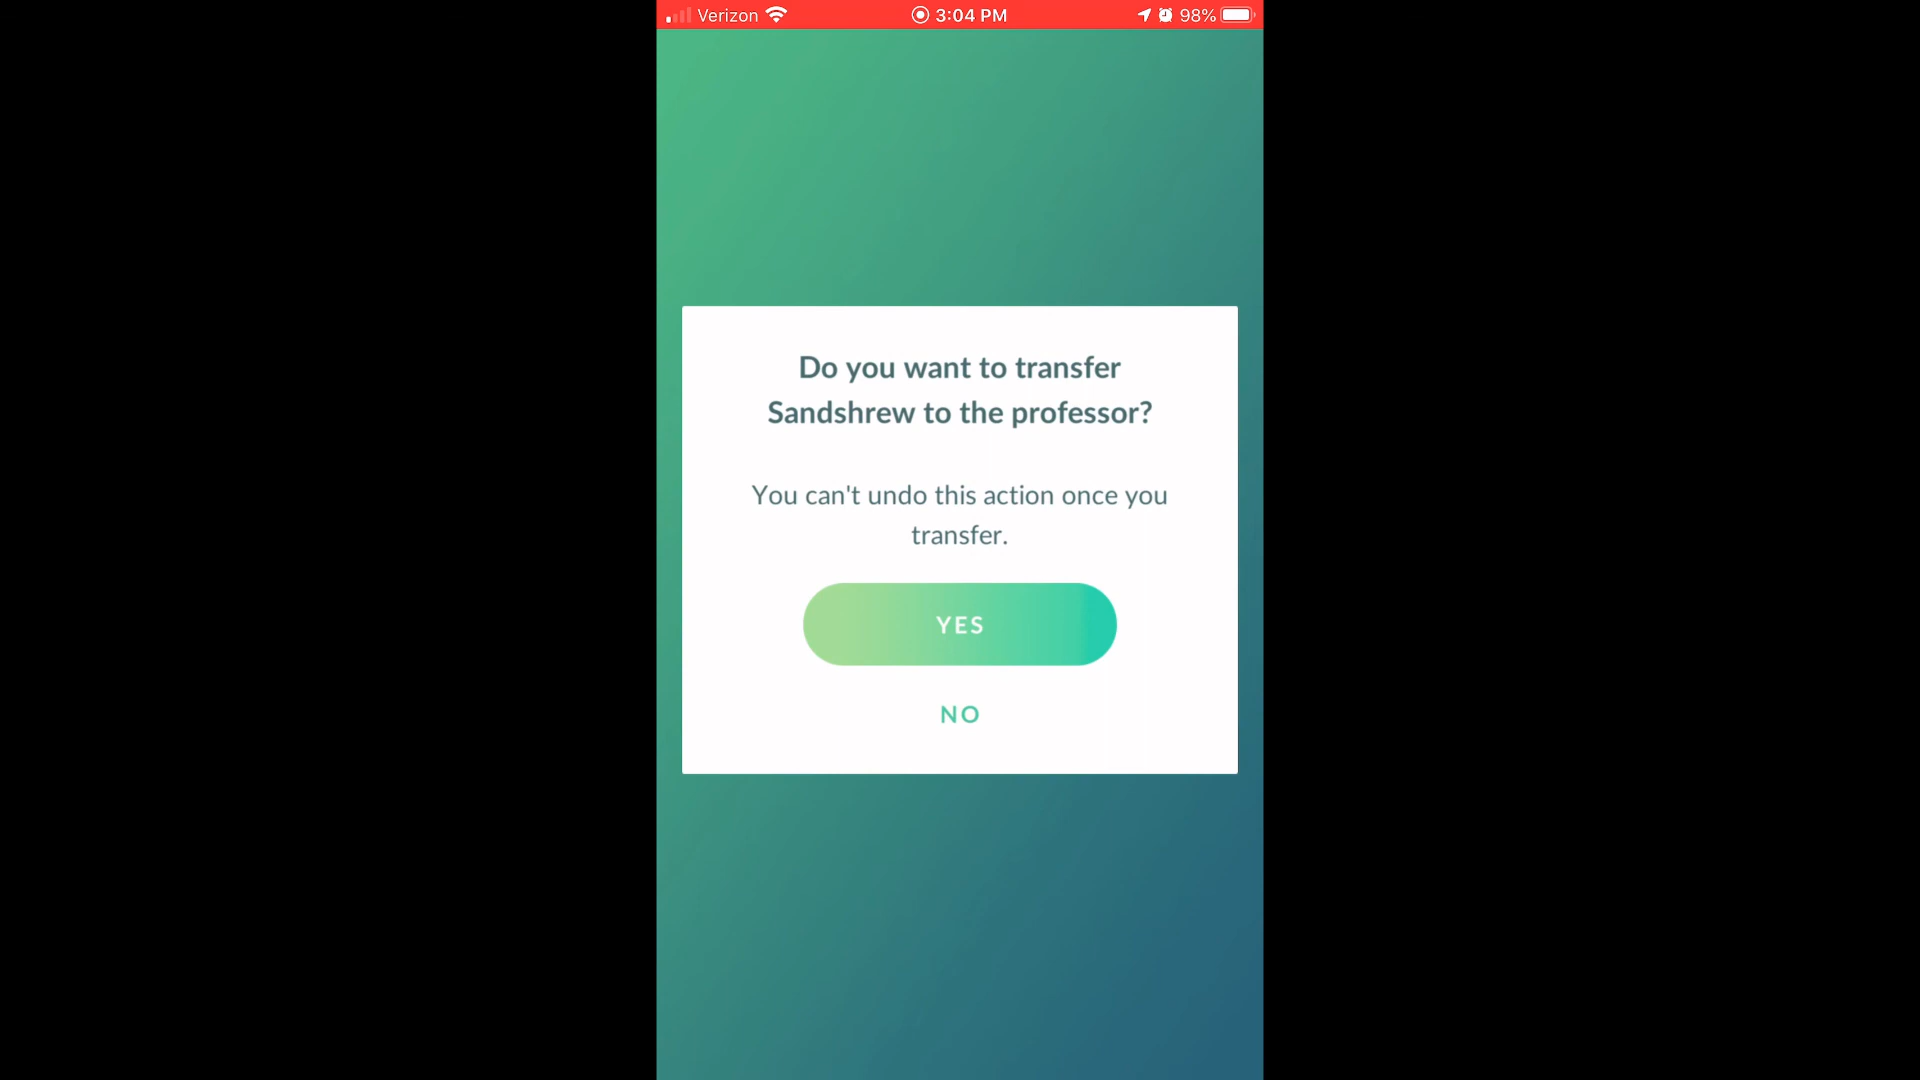 Verizon 3:04 PM 98%
Do you want to transfer
Sandshrew to the professor?
You can't undo this action once you
transfer.
YES
NO